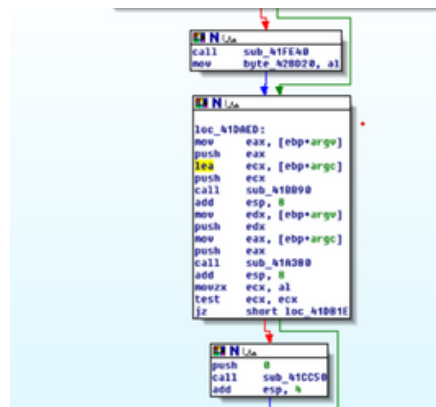 call sub_41FE40
mov byte_428D20, al
loc_41DAED:
mov eax, [ebp+argv]
push eax
lea ecx, [ebp+argc]
push ecx
call sub_41BB90
add esp, 8
mov edx, [ebp+argv]
push edx
mov eax, [ebp+argc]
push eax
call sub_41A380
add esp, 8
movzx ecx, al
test ecx, ecx
jz short loc_41DB1E
push 0
call sub_41CC50
add esp, 4